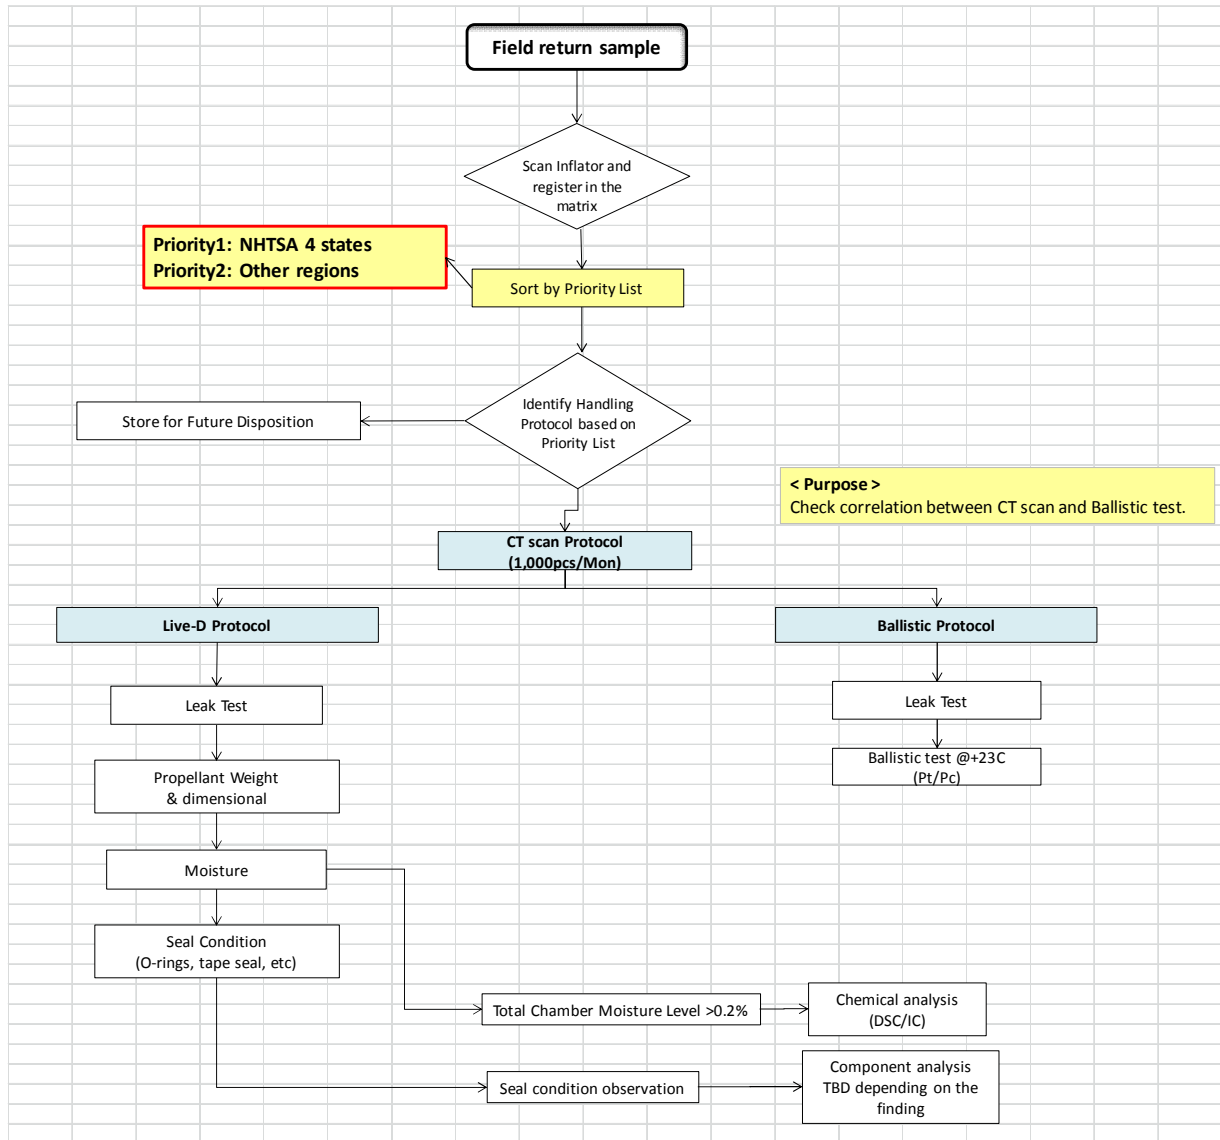 Field return sample
Scan Inflator and
register in the
matrix
Priority1: NHTSA 4 states
Priority2: Other regions
Sort by Priority List
Identify Handling
Protocol based on
Priority List
Store for Future Disposition
< Purpose >
Check correlation between CT scan and Ballistic test.
CT scan Protocol
(1,000pcs/Mon)
Live-D Protocol
Ballistic Protocol
Leak Test
Leak Test
Propellant Weight
& dimensional
Ballistic test @+23C
(Pt/Pc)
Moisture
Seal Condition
(O-rings, tape seal, etc)
Total Chamber Moisture Level >0.2%
Chemical analysis
(DSC/IC)
Seal condition observation
Component analysis
TBD depending on the
finding